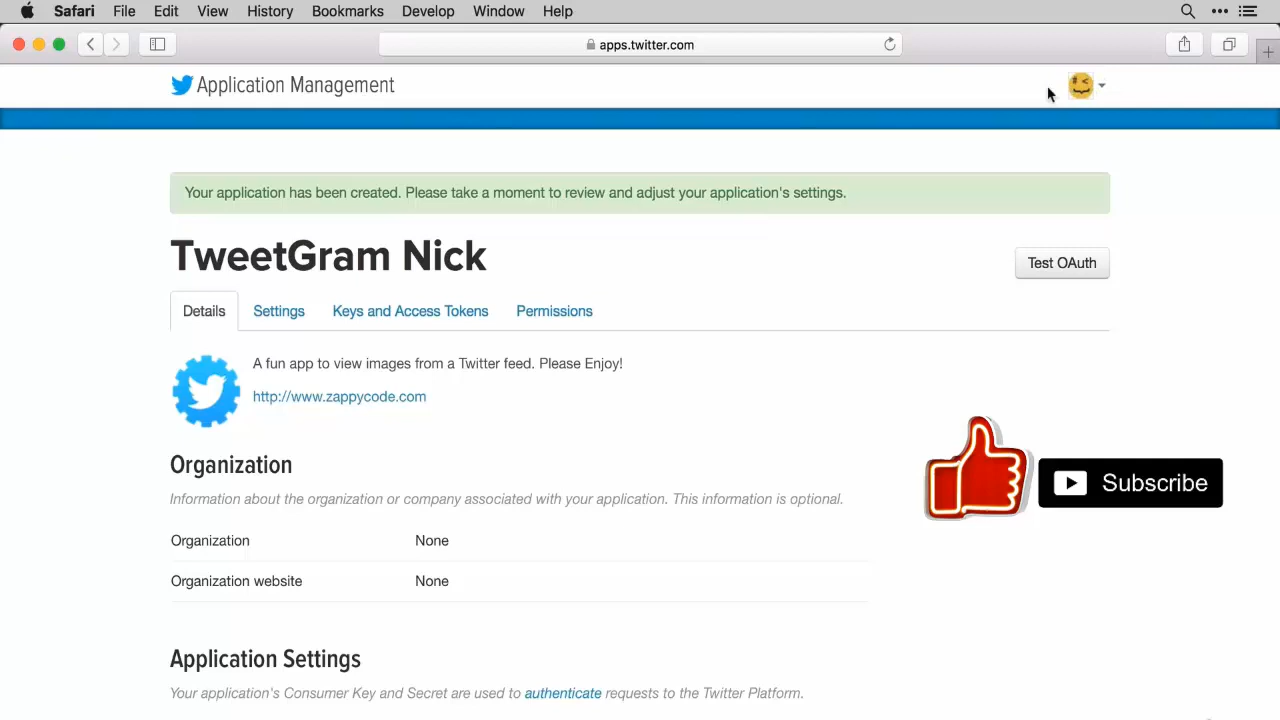 Safari File Edit View History Bookmarks Develop Window Help
apps.twitter.com
Application Management
Your application has been created. Please take a moment to review and adjust your application's settings.
TweetGram Nick
Test OAuth
Details Settings Keys and Access Tokens Permissions
A fun app to view images from a Twitter feed. Please Enjoy!
http://www.zappycode.com
Subscribe
Organization
Information about the organization or company associated with your application. This information is optional.
Organization None
Organization website None
Application Settings
Your application's Consumer Key and Secret are used to authenticate requests to the Twitter Platform.